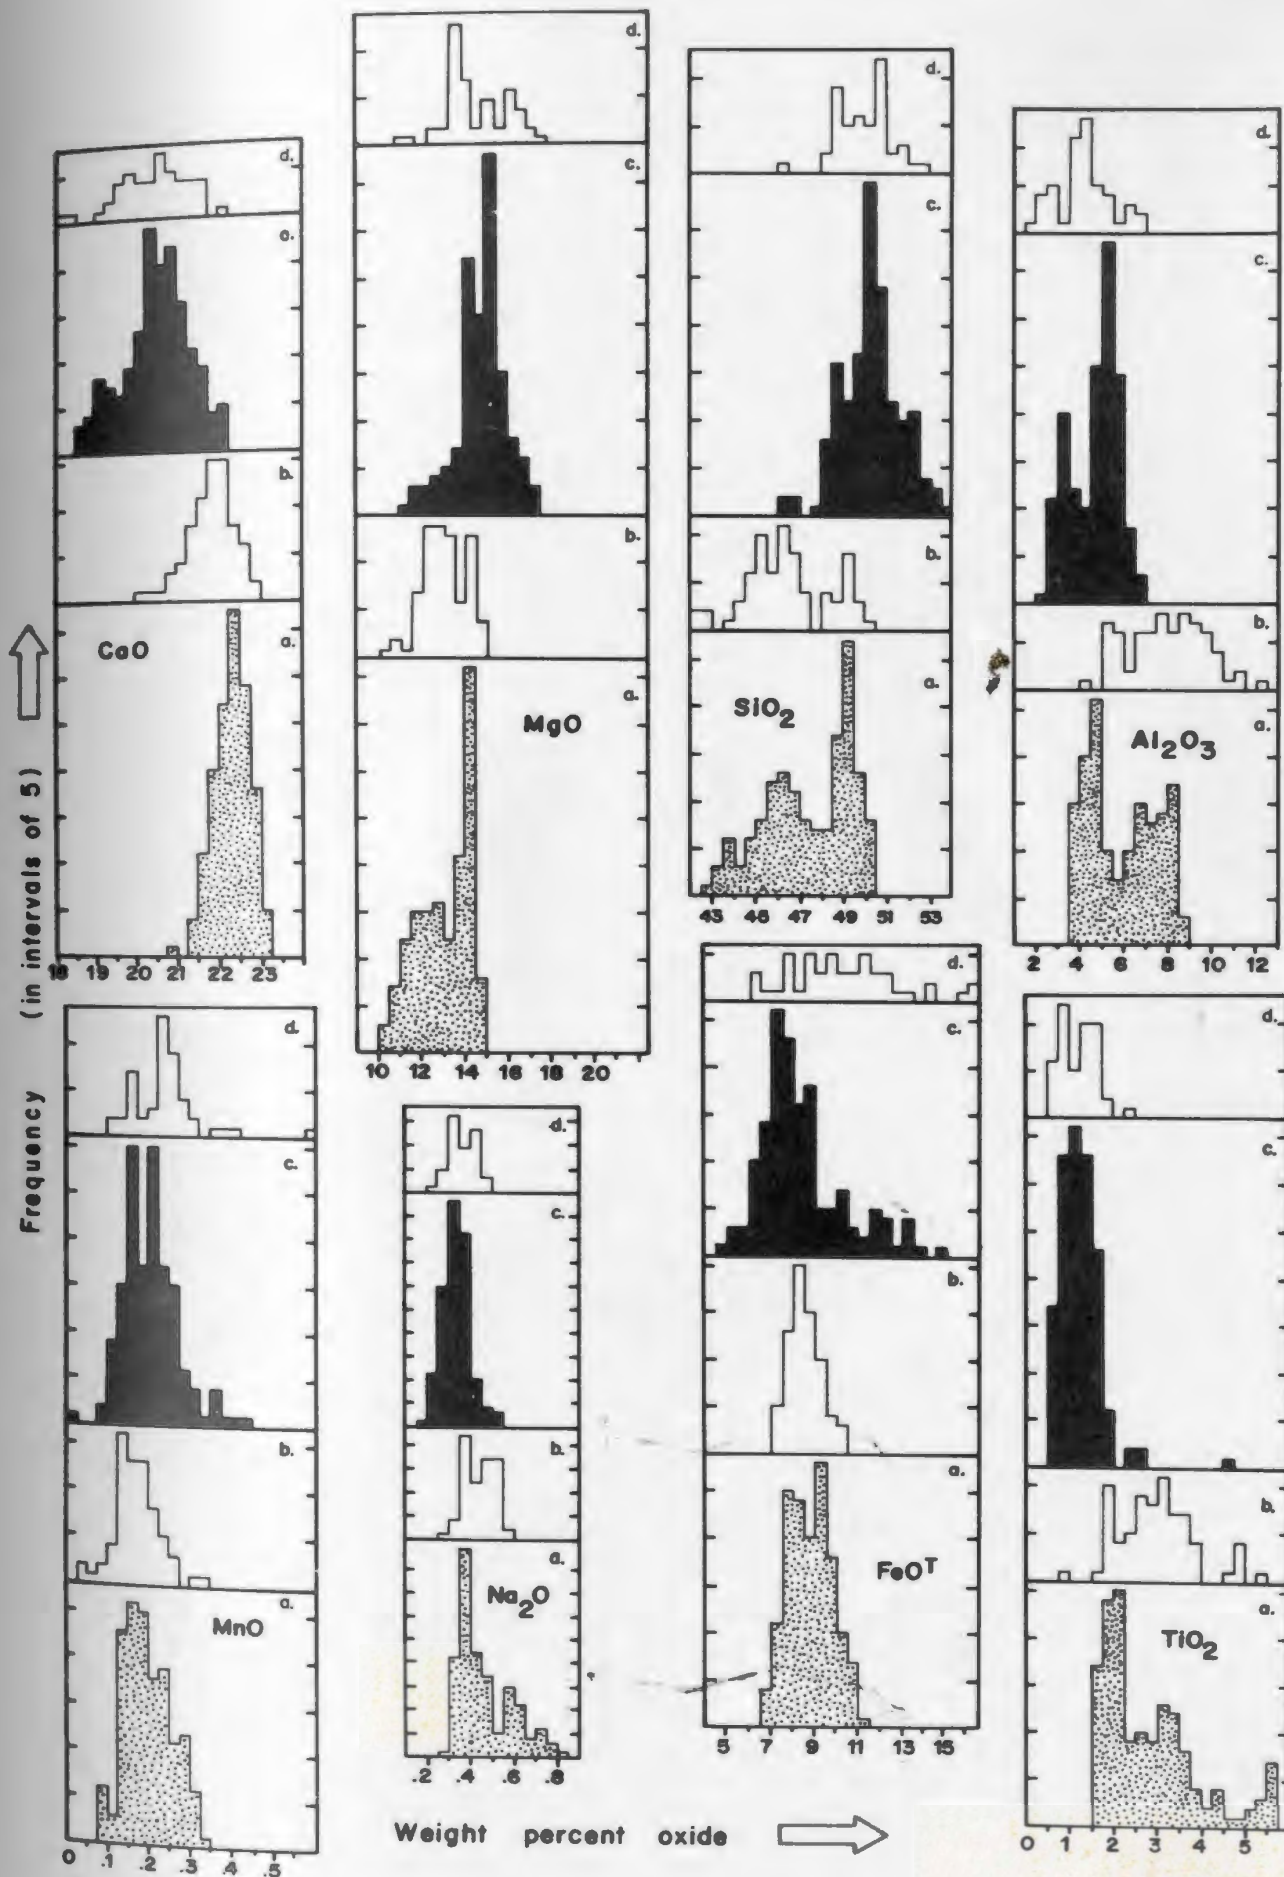 d.
c.
b.
a.
CaO
18 19 20 21 22 23
d.
c.
b.
a.
MgO
10 12 14 16 18 20
d.
c.
b.
a.
SiO2
43 45 47 49 51 53
d.
c.
b.
a.
Al2O3
2 4 6 8 10 12
d.
c.
b.
a.
MnO
0 .1 .2 .3 .4 .5
d.
c.
b.
a.
Na2O
.2 .4 .6 .8
d.
c.
b.
a.
FeOT
5 7 9 11 13 15
d.
c.
b.
a.
TiO2
0 1 2 3 4 5
Frequency (in intervals of 5)
Weight percent oxide